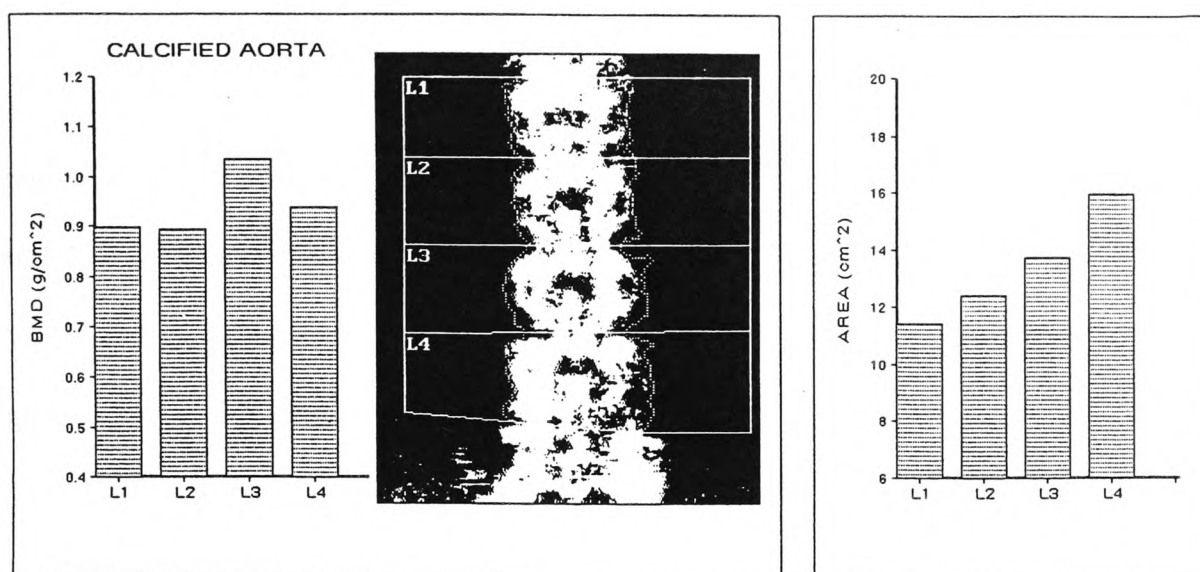 CALCIFIED AORTA
BMD (g/cm^2)
1.2
1.1
1.0
0.9
0.8
0.7
0.6
0.5
0.4
L1 L2 L3 L4
L1
L2
L3
L4
AREA (cm^2)
20
18
16
14
12
10
8
6
L1 L2 L3 L4